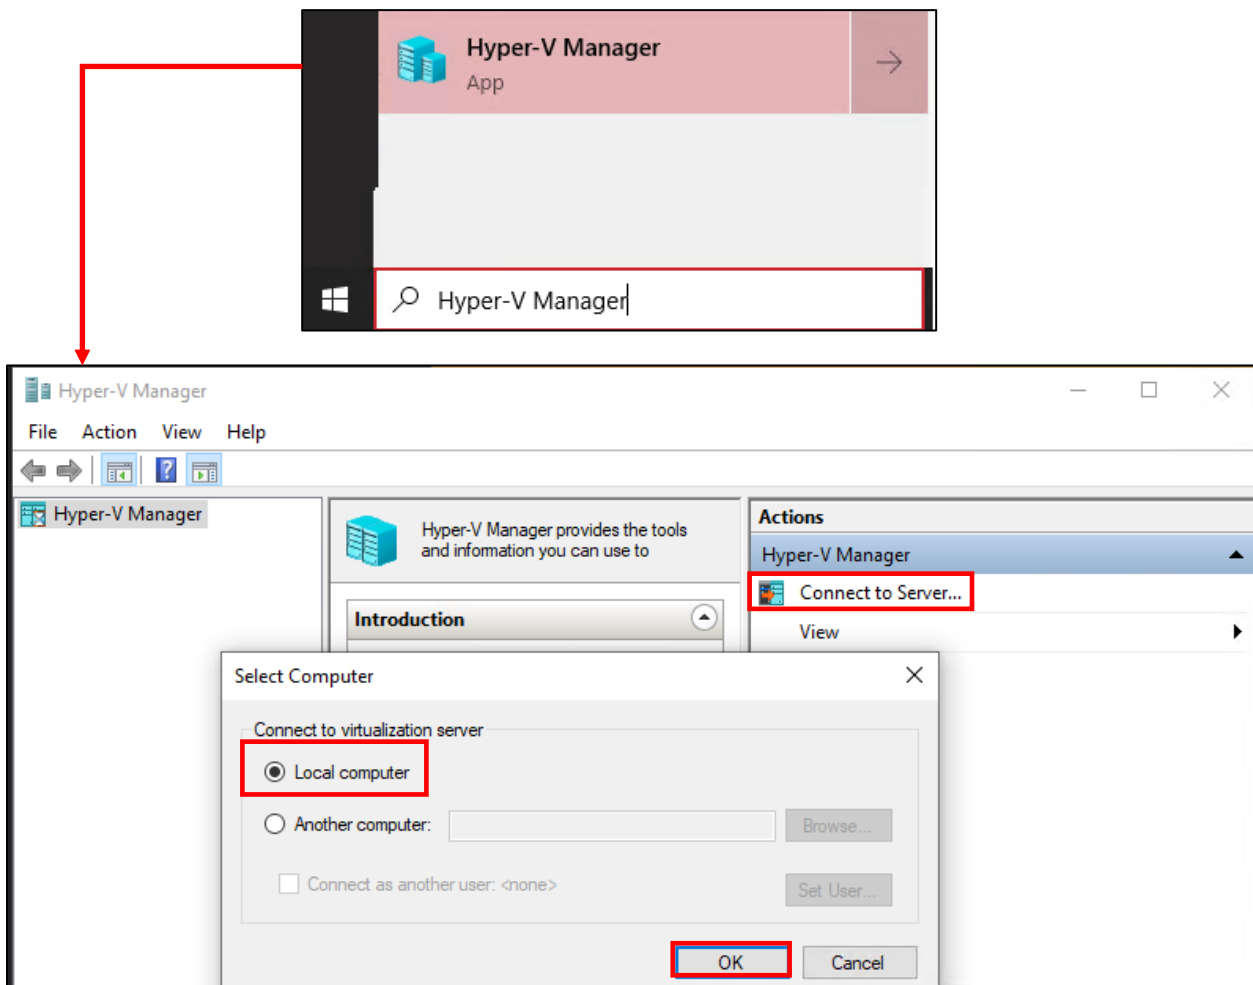 Hyper-V Manager
App
Hyper-V Manager
Hyper-V Manager
File Action View Help
?
Hyper-V Manager
Hyper-V Manager provides the tools
and information you can use to
Introduction
Actions
Hyper-V Manager
Connect to Server...
View
Select Computer
Connect to virtualization server
Local computer
Another computer:
Browse...
Connect as another user: <none>
Set User...
OK Cancel